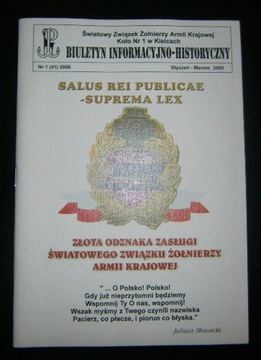 Światowy Związek Żołnierzy Armii Krajowej
Koło Nr 1 w Kielcach
BIULETYN INFORMACYJNO-HISTORYCZNY
Nr 1 (41) 2006
Styczeń - Marzec 2006
SALUS REI PUBLICAE
-SUPREMA LEX
ZŁOTA ODZNAKA ZASŁUGI
ŚWIATOWEGO ZWIĄZKU ŻOŁNIERZY
ARMII KRAJOWEJ
" ... O Polsko! Polsko!
Gdy już nieprzytomni będziemy
Wspomnij Ty O nas, wspomnij!
Wszak myśmy z Twego czynili nazwiska
Pacierz, co płacze, i piorun co błyska."
Juliusz Słowacki